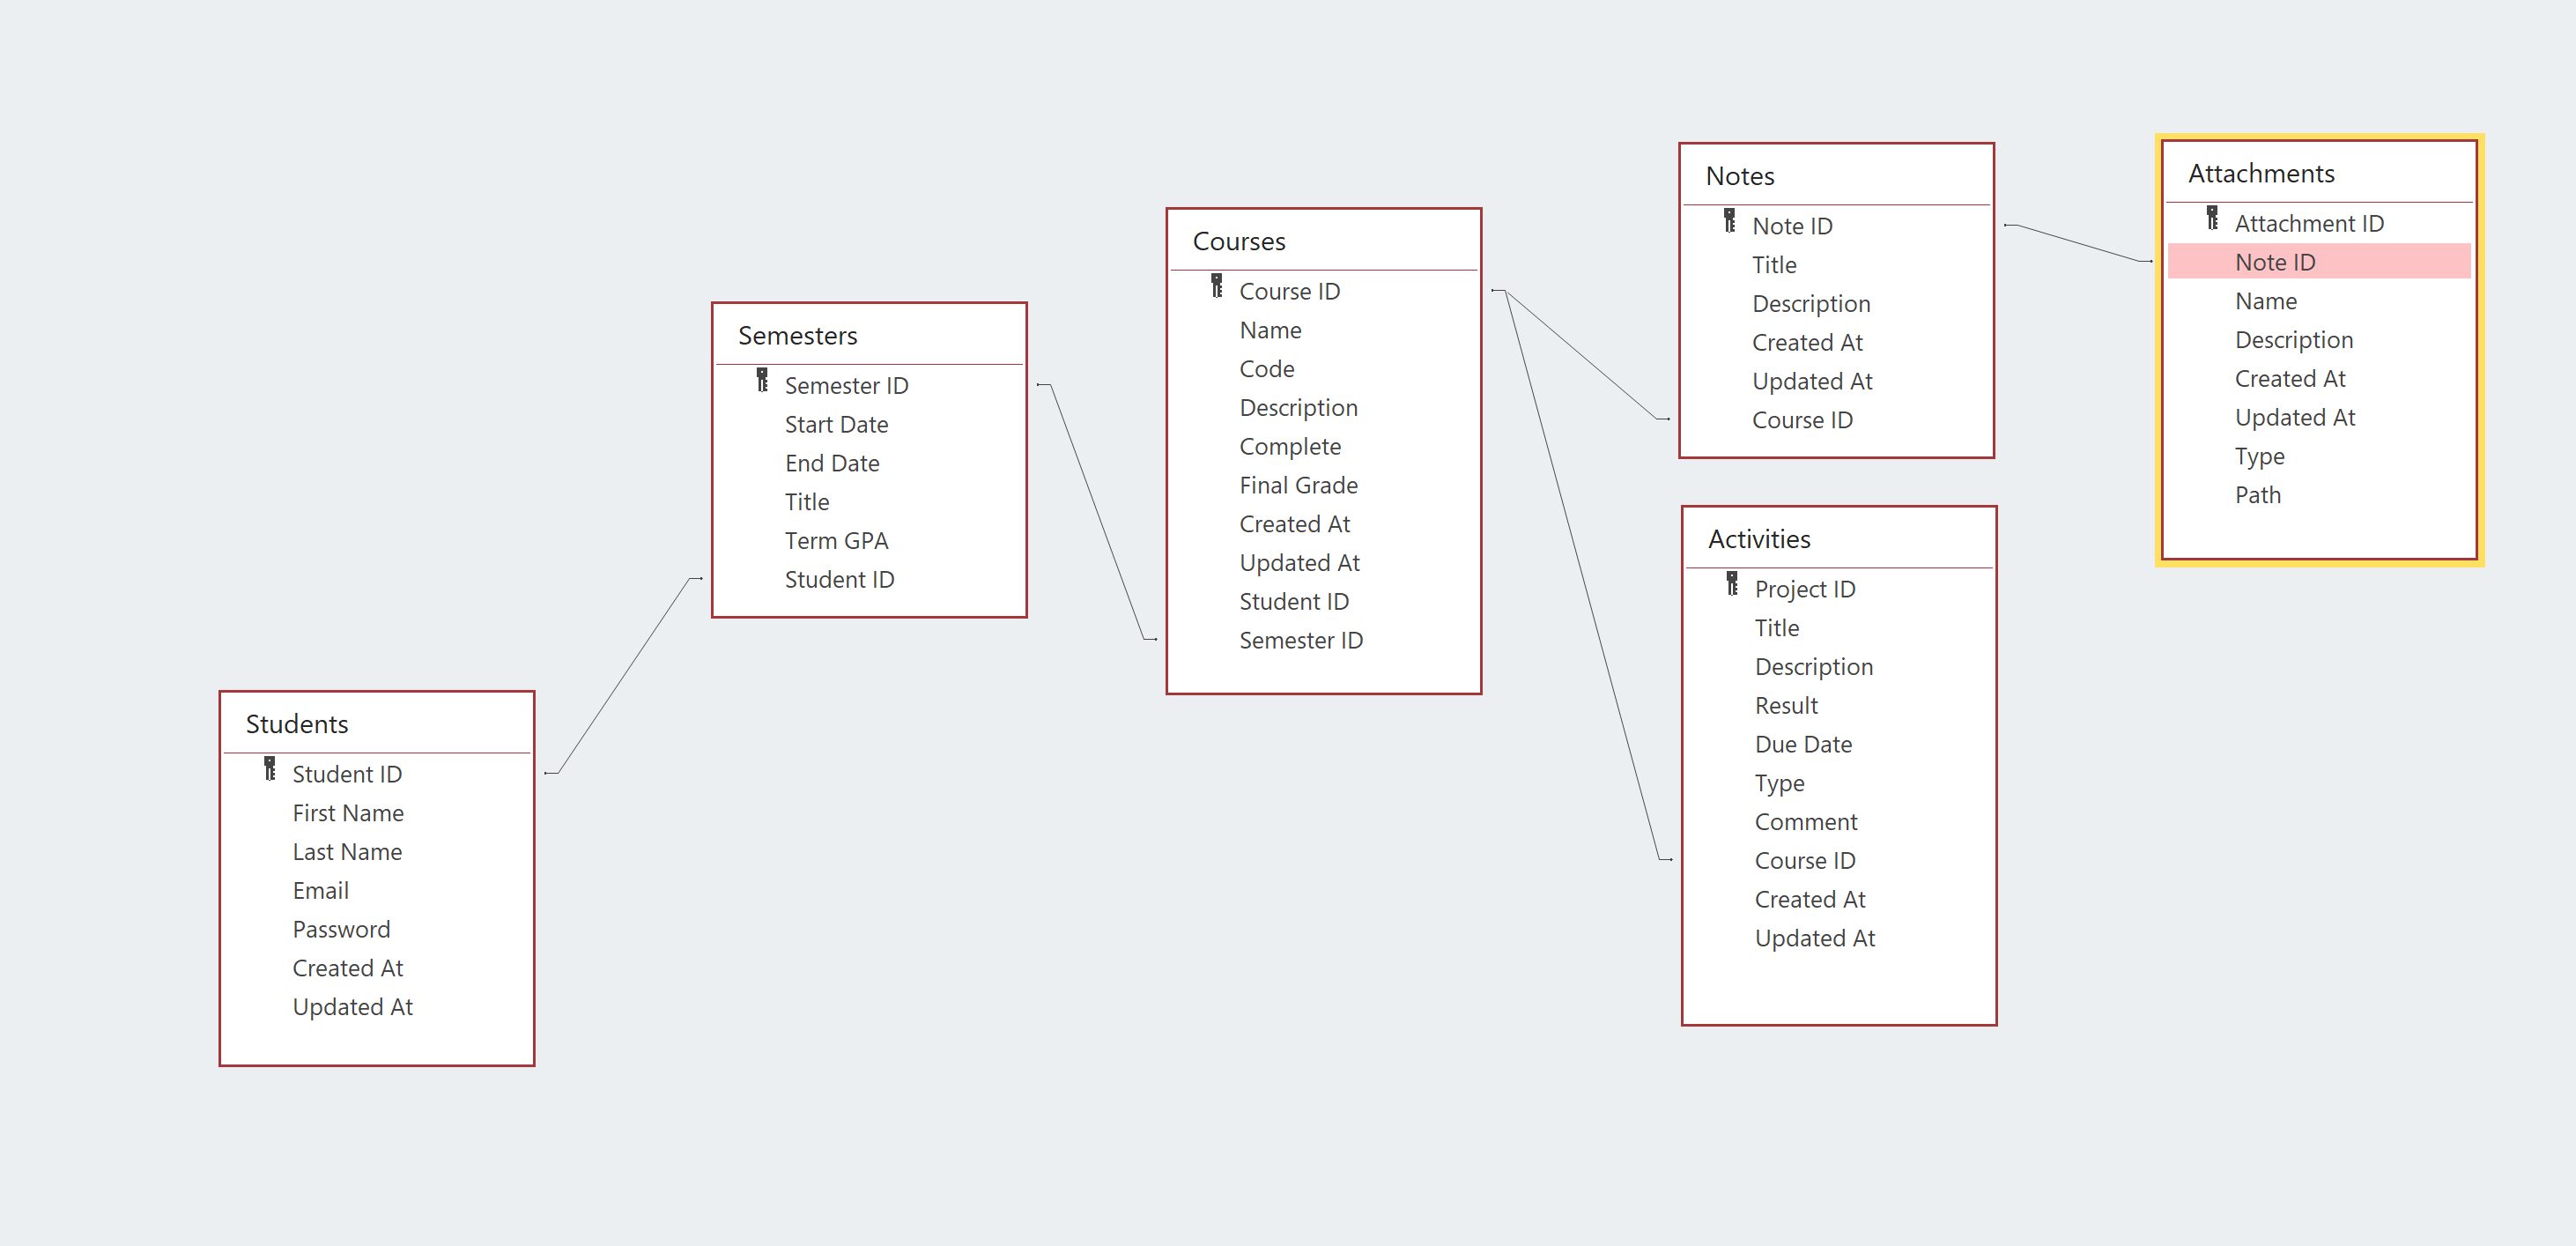 Students
Student ID
First Name
Last Name
Email
Password
Created At
Updated At
Semesters
Semester ID
Start Date
End Date
Title
Term GPA
Student ID
Courses
Course ID
Name
Code
Description
Complete
Final Grade
Created At
Updated At
Student ID
Semester ID
Notes
Note ID
Title
Description
Created At
Updated At
Course ID
Activities
Project ID
Title
Description
Result
Due Date
Type
Comment
Course ID
Created At
Updated At
Attachments
Attachment ID
Note ID
Name
Description
Created At
Updated At
Type
Path